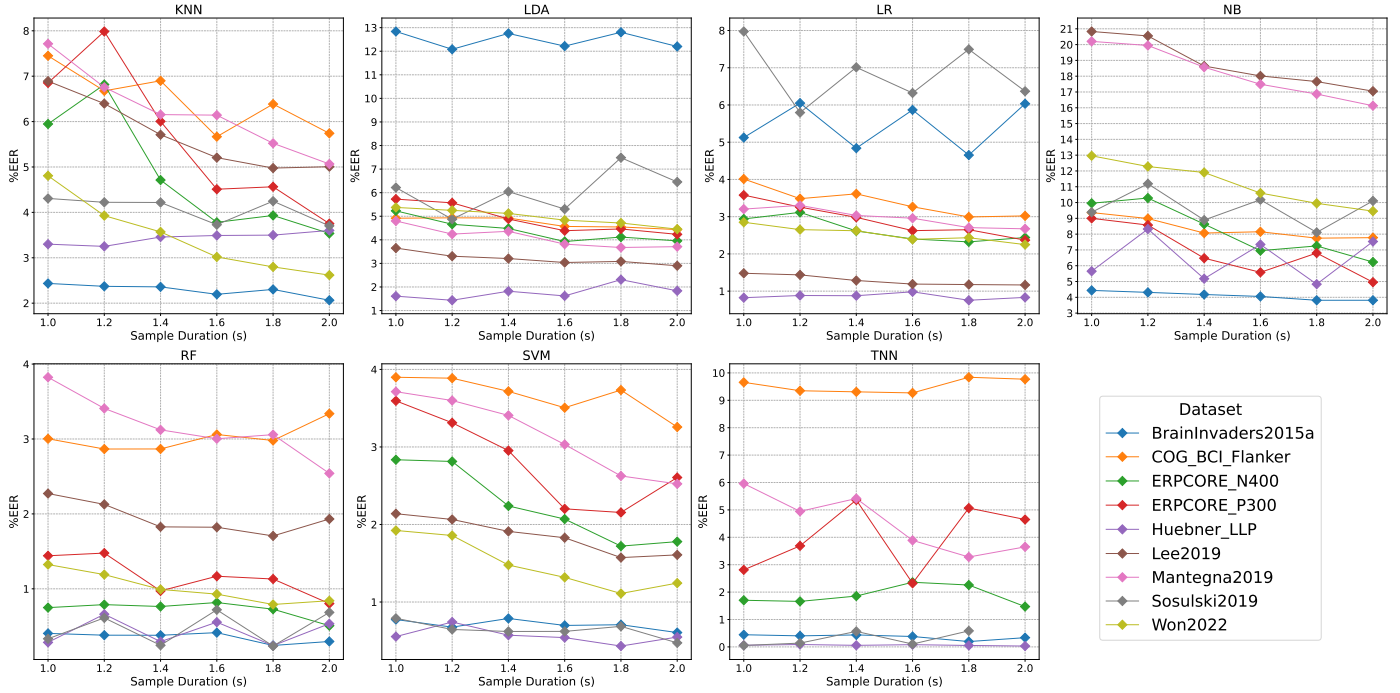 KNN
8
7
6
5
4
3
2
%EER
1.0 1.2 1.4 1.6 1.8 2.0
Sample Duration (s)
LDA
13
12
11
10
9
8
7
6
5
4
3
2
1
%EER
1.0 1.2 1.4 1.6 1.8 2.0
Sample Duration (s)
LR
8
7
6
5
4
3
2
1
%EER
1.0 1.2 1.4 1.6 1.8 2.0
Sample Duration (s)
NB
21
20
19
18
17
16
15
14
13
12
11
10
9
8
7
6
5
4
3
%EER
1.0 1.2 1.4 1.6 1.8 2.0
Sample Duration (s)
RF
4
3
2
1
%EER
1.0 1.2 1.4 1.6 1.8 2.0
Sample Duration (s)
SVM
4
3
2
1
%EER
1.0 1.2 1.4 1.6 1.8 2.0
Sample Duration (s)
TNN
10
9
8
7
6
5
4
3
2
1
0
%EER
1.0 1.2 1.4 1.6 1.8 2.0
Sample Duration (s)
Dataset
BrainInvaders2015a
COG_BCI_Flanker
ERPCORE_N400
ERPCORE_P300
Huebner_LLP
Lee2019
Mantegna2019
Sosulski2019
Won2022